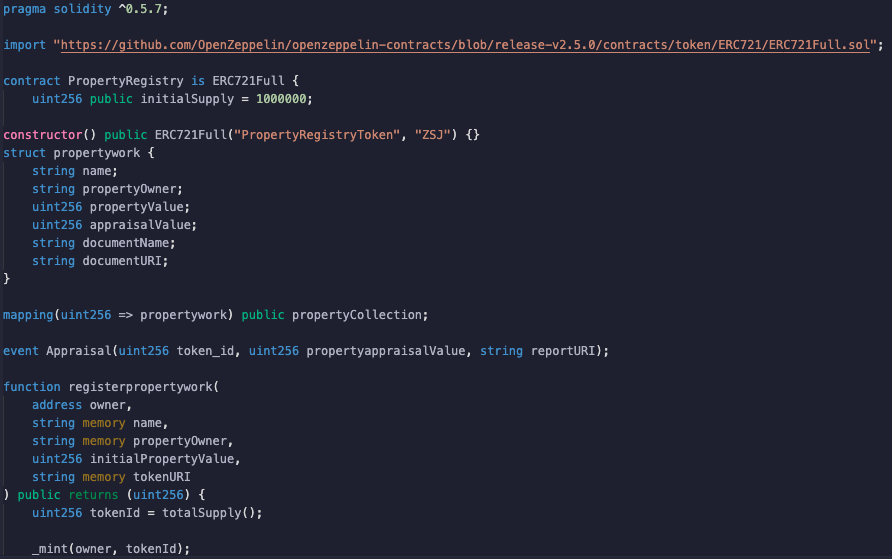 pragma solidity ^0.5.7;
import "https://github.com/OpenZeppelin/openzeppelin-contracts/blob/release-v2.5.0/contracts/token/ERC721/ERC721Full.sol";
contract PropertyRegistry is ERC721Full {
    uint256 public initialSupply = 1000000;
constructor() public ERC721Full("PropertyRegistryToken", "ZSJ") {}
struct propertywork {
    string name;
    string propertyOwner;
    uint256 propertyValue;
    uint256 appraisalValue;
    string documentName;
    string documentURI;
}
mapping(uint256 => propertywork) public propertyCollection;
event Appraisal(uint256 token_id, uint256 propertyappraisalValue, string reportURI);
function registerpropertywork(
    address owner,
    string memory name,
    string memory propertyOwner,
    uint256 initialPropertyValue,
    string memory tokenURI
) public returns (uint256) {
    uint256 tokenId = totalSupply();
    _mint(owner, tokenId);